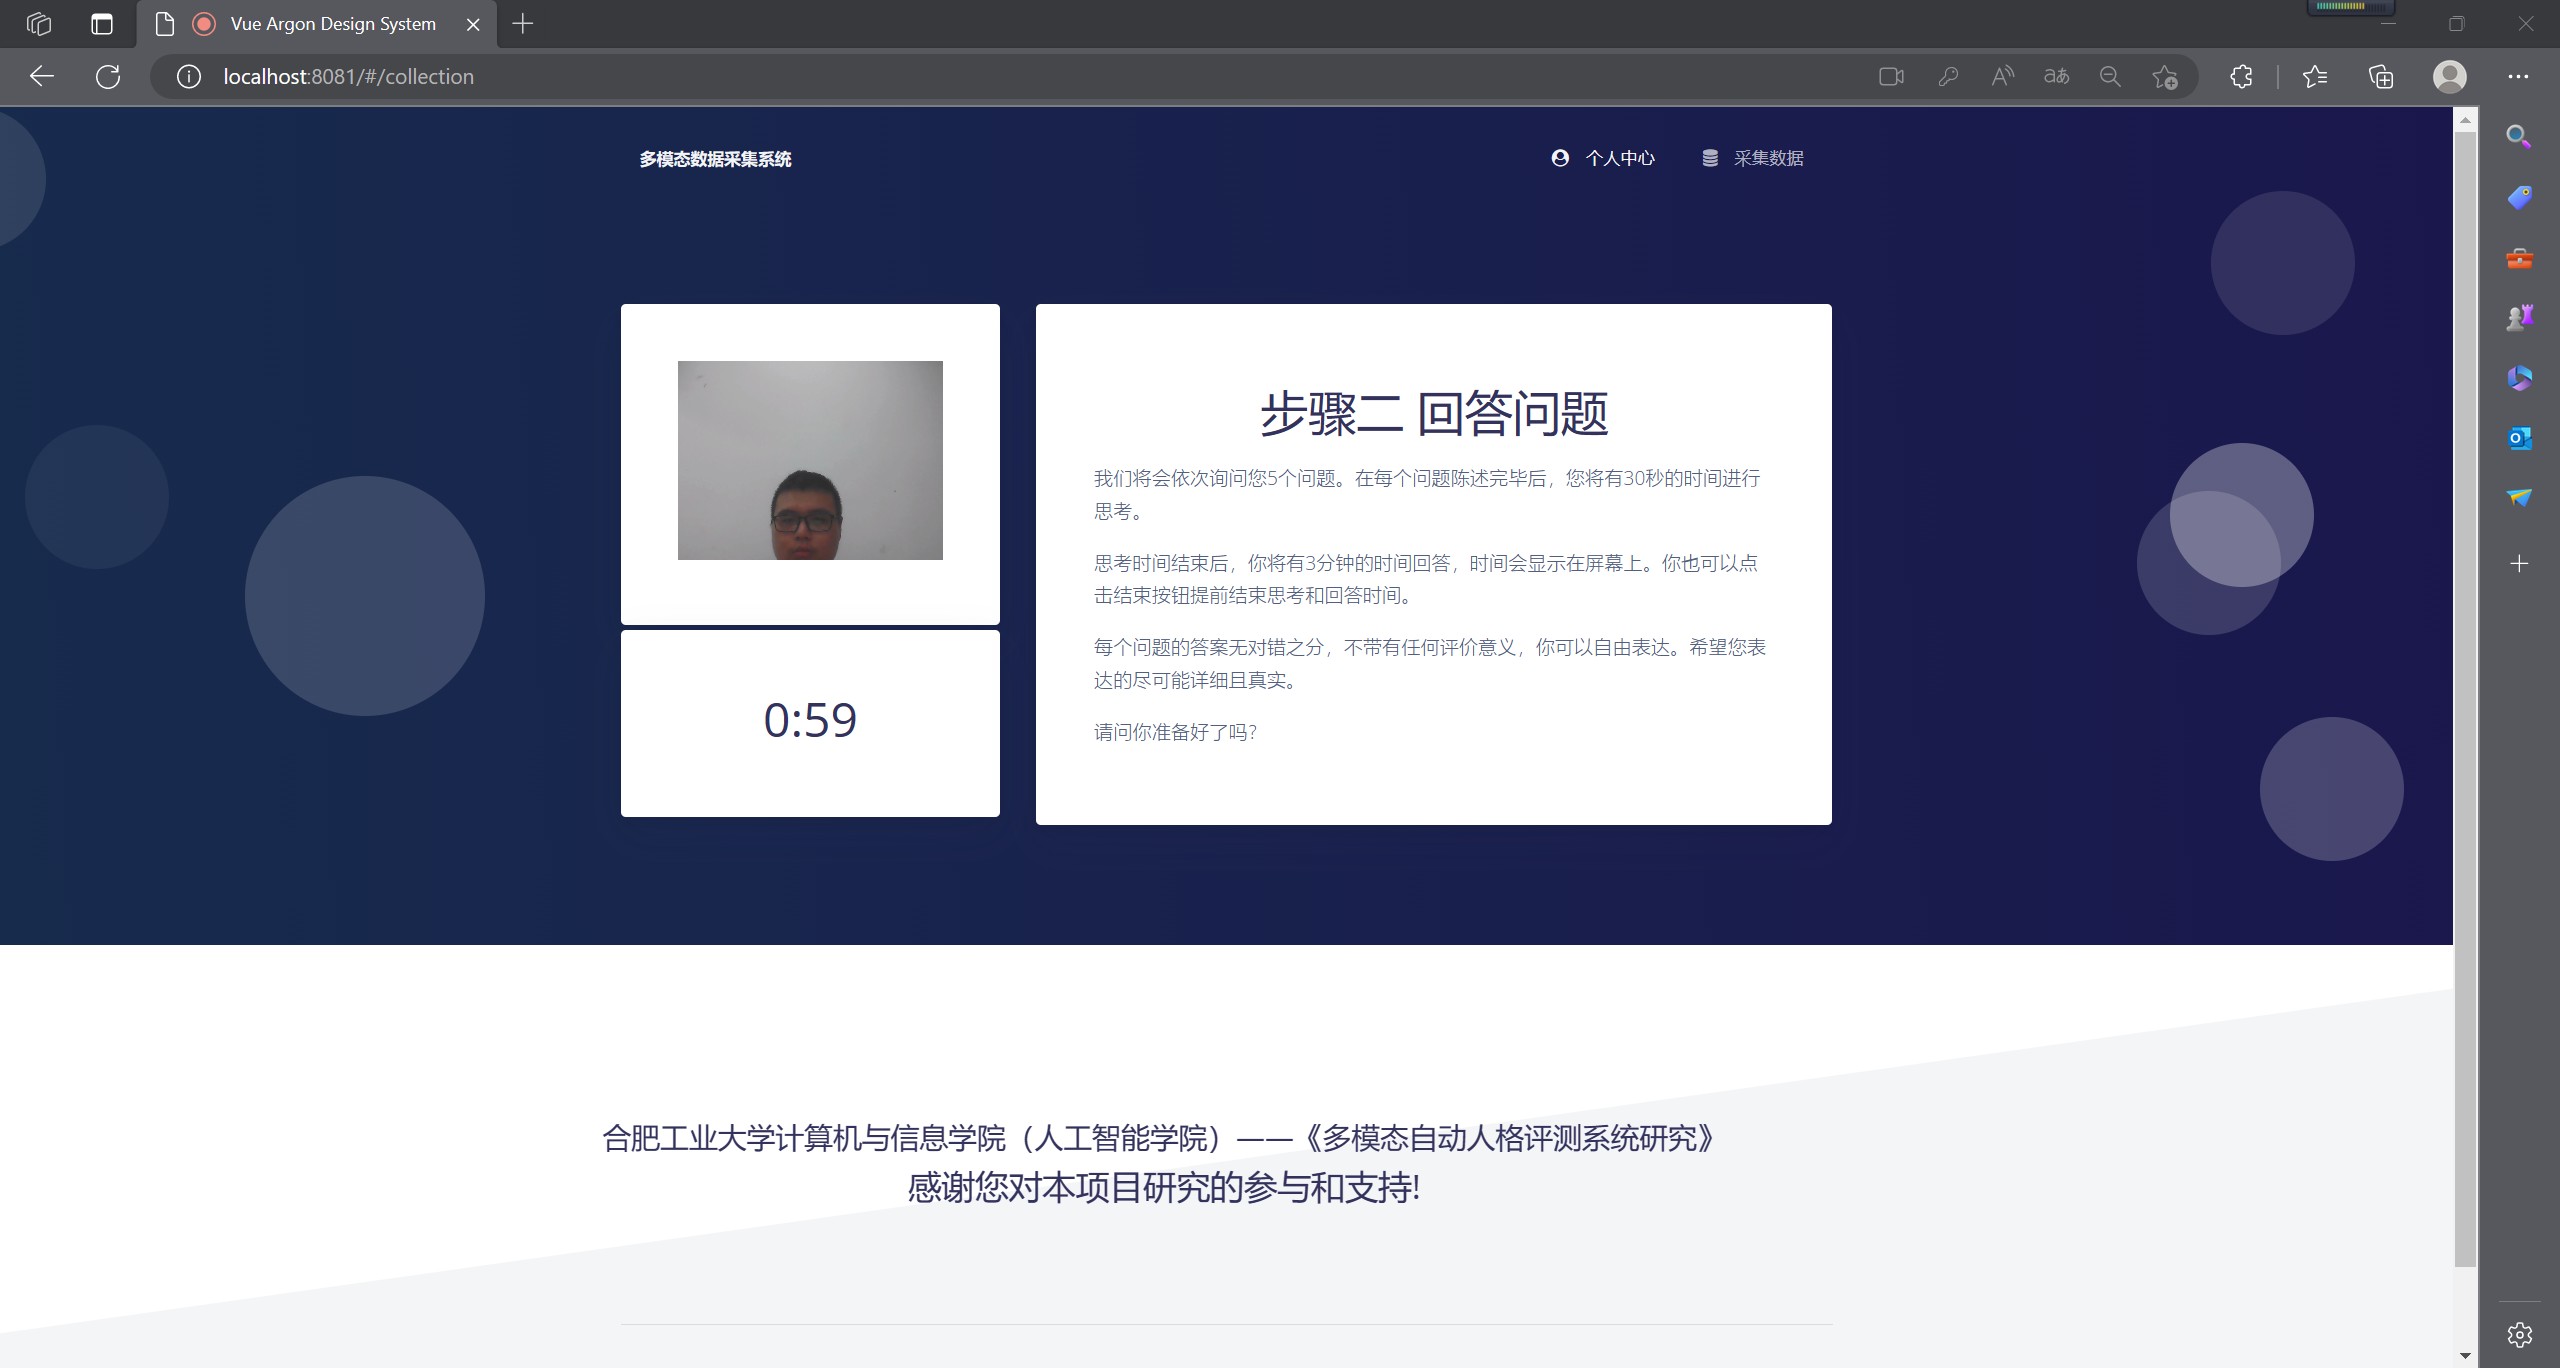 Vue Argon Design System
localhost:8081/#/collection
多模态数据采集系统
个人中心
采集数据
步骤二 回答问题
我们将会依次询问您5个问题。在每个问题陈述完毕后，您将有30秒的时间进行
思考。
思考时间结束后，你将有3分钟的时间回答，时间会显示在屏幕上。你也可以点
击结束按钮提前结束思考和回答时间。
每个问题的答案无对错之分，不带有任何评价意义，你可以自由表达。希望您表
达的尽可能详细且真实。
请问你准备好了吗?
0:59
合肥工业大学计算机与信息学院（人工智能学院）——《多模态自动人格评测系统研究》
感谢您对本项目研究的参与和支持!